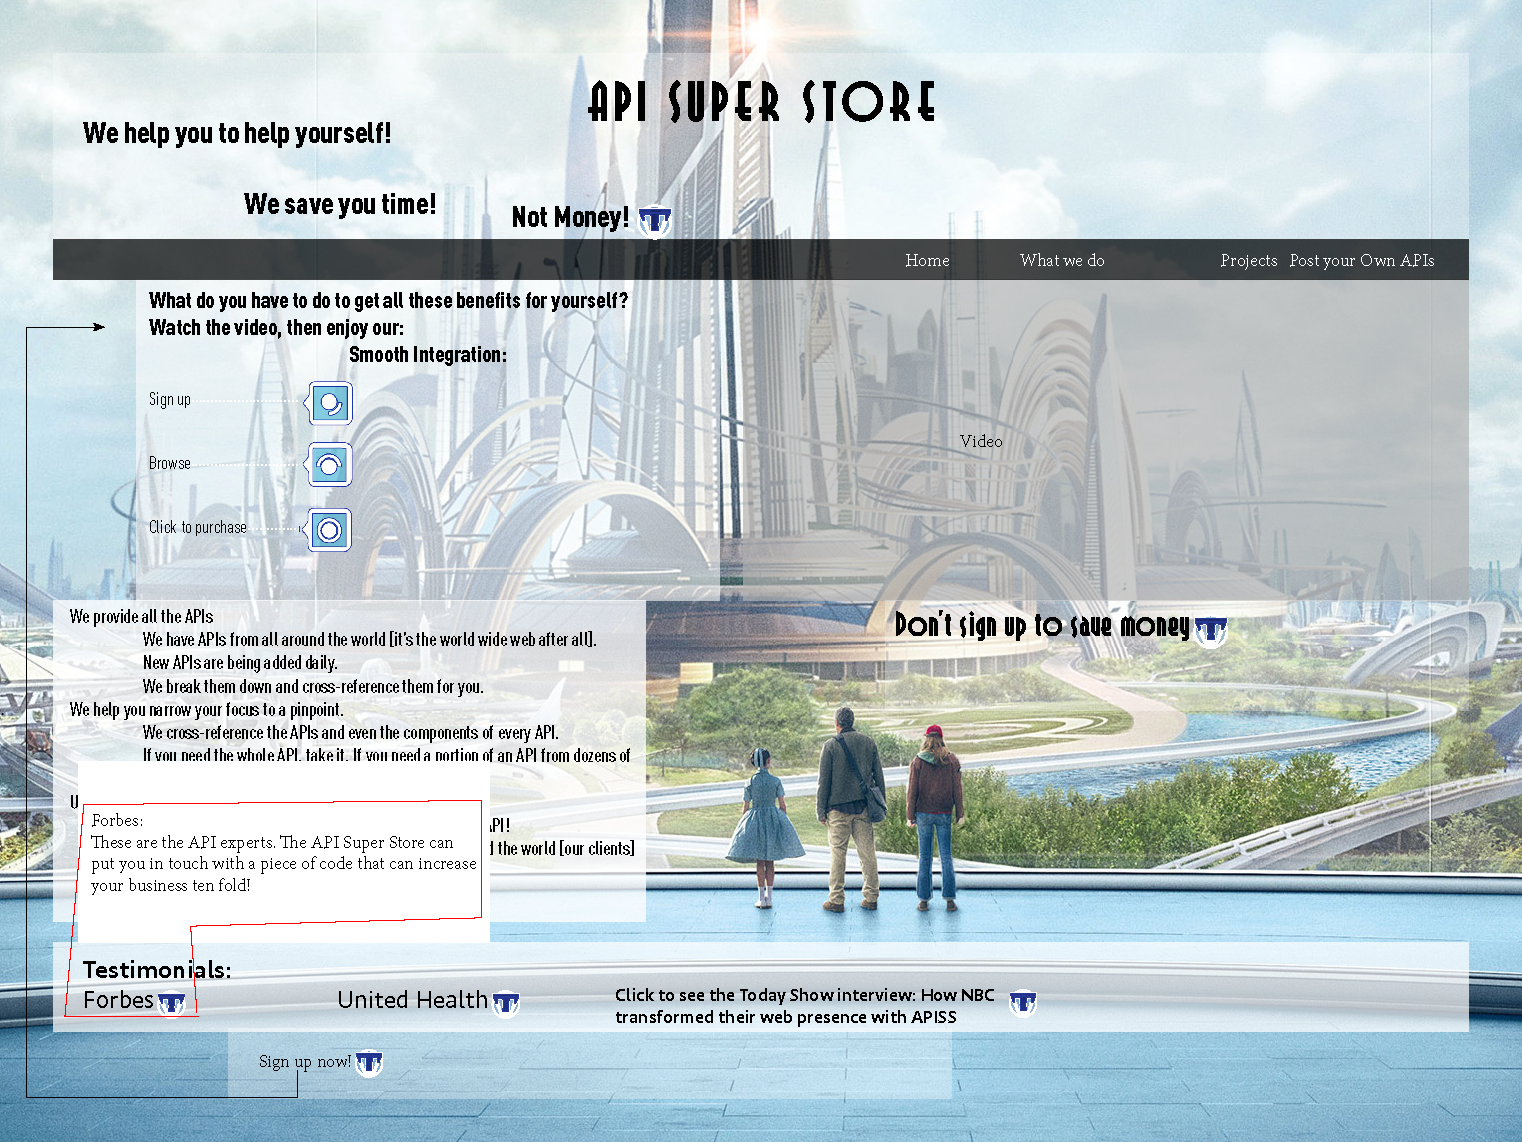 API SUPER STORE
We help you to help yourself!
We save you time!
Not Money!
Home What we do Projects Post your Own APIs
What do you have to do to get all these benefits for yourself?
Watch the video, then enjoy our:
Smooth Integration:
Sign up
Browse
Click to purchase
Video
We provide all the APIs
We have APIs from all around the world [it's the world wide web after all].
New APIs are being added daily.
We break them down and cross-reference them for you.
We help you narrow your focus to a pinpoint.
We cross-reference the APIs and even the components of every API.
If you need the whole API, take it. If you need a portion of an API from dozens of
U
API!
the world [our clients]
Don't sign up to save money
Forbes:
These are the API experts. The API Super Store can
put you in touch with a piece of code that can increase
your business ten fold!
Testimonials:
Forbes
United Health
Click to see the Today Show interview: How NBC
transformed their web presence with APISS
Sign up now!